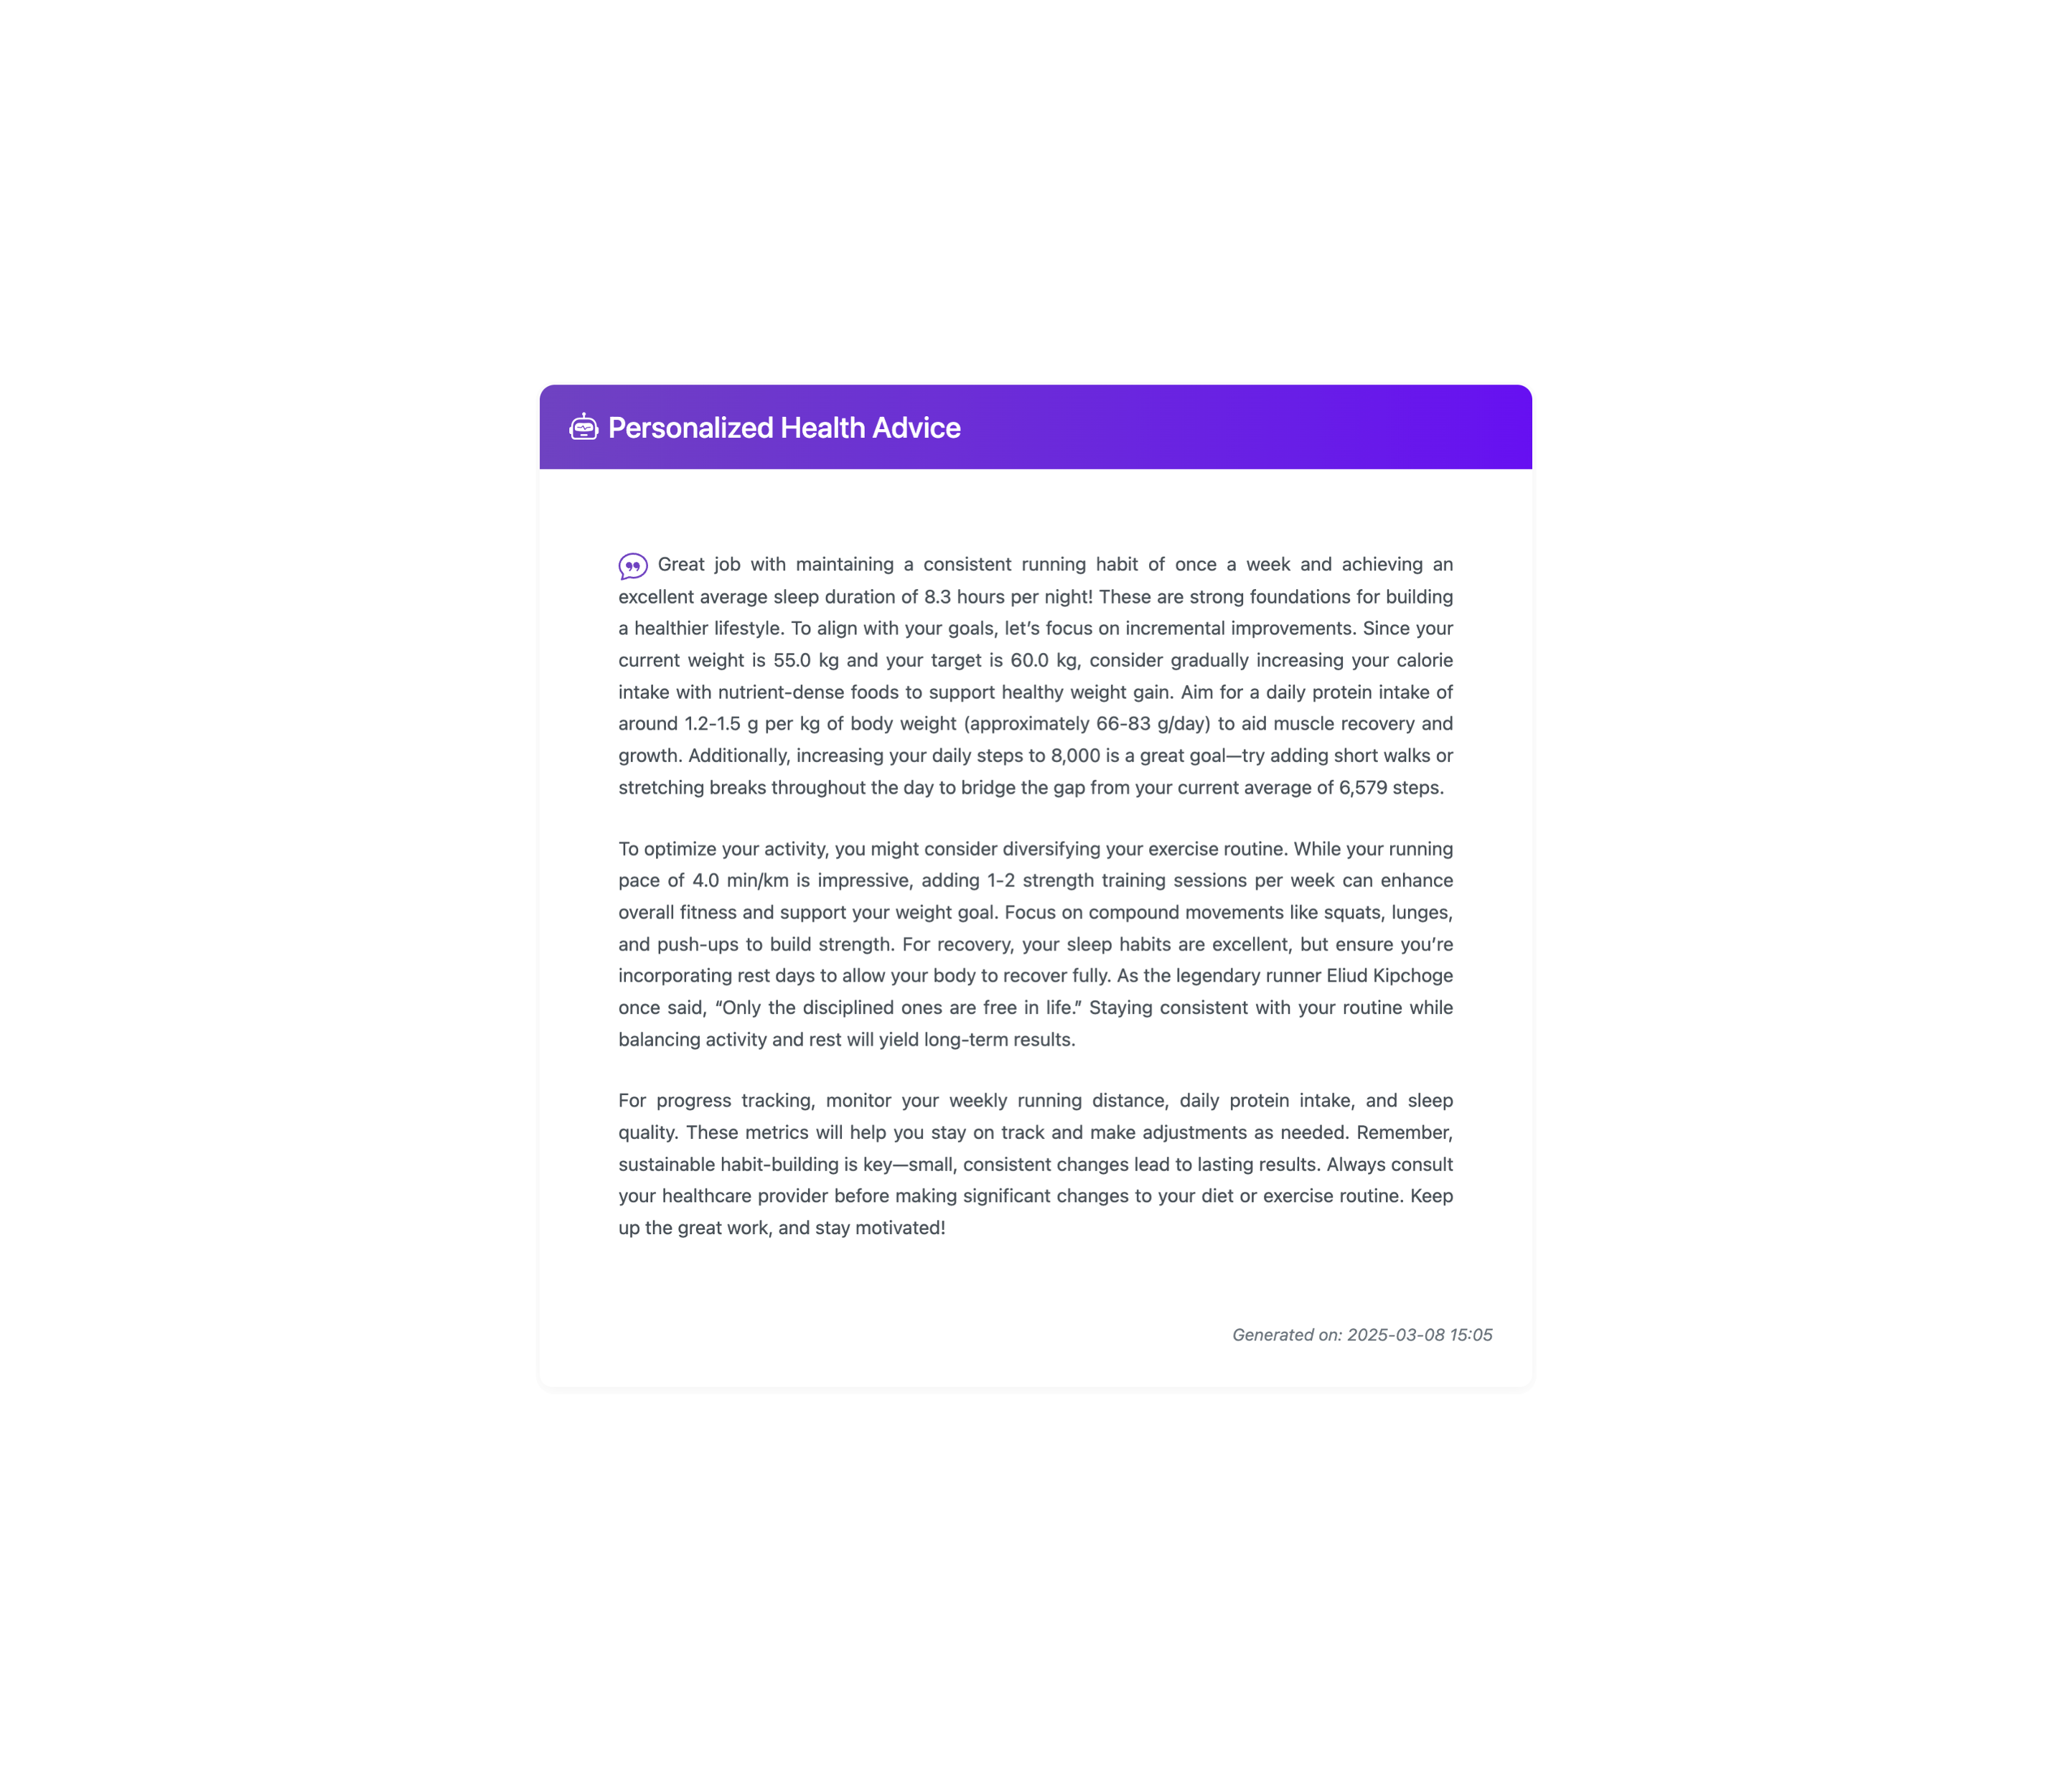 Personalized Health Advice
Great job with maintaining a consistent running habit of once a week and achieving an
excellent average sleep duration of 8.3 hours per night! These are strong foundations for building
a healthier lifestyle. To align with your goals, let’s focus on incremental improvements. Since your
current weight is 55.0 kg and your target is 60.0 kg, consider gradually increasing your calorie
intake with nutrient-dense foods to support healthy weight gain. Aim for a daily protein intake of
around 1.2-1.5 g per kg of body weight (approximately 66-83 g/day) to aid muscle recovery and
growth. Additionally, increasing your daily steps to 8,000 is a great goal—try adding short walks or
stretching breaks throughout the day to bridge the gap from your current average of 6,579 steps.
To optimize your activity, you might consider diversifying your exercise routine. While your running
pace of 4.0 min/km is impressive, adding 1-2 strength training sessions per week can enhance
overall fitness and support your weight goal. Focus on compound movements like squats, lunges,
and push-ups to build strength. For recovery, your sleep habits are excellent, but ensure you’re
incorporating rest days to allow your body to recover fully. As the legendary runner Eliud Kipchoge
once said, “Only the disciplined ones are free in life.” Staying consistent with your routine while
balancing activity and rest will yield long-term results.
For progress tracking, monitor your weekly running distance, daily protein intake, and sleep
quality. These metrics will help you stay on track and make adjustments as needed. Remember,
sustainable habit-building is key—small, consistent changes lead to lasting results. Always consult
your healthcare provider before making significant changes to your diet or exercise routine. Keep
up the great work, and stay motivated!
Generated on: 2025-03-08 15:05